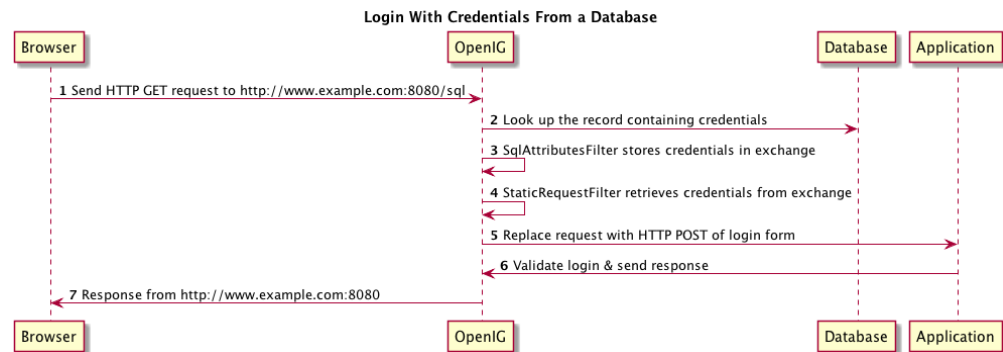 Login With Credentials From a Database
Browser OpenIG Database Application
1 Send HTTP GET request to http://www.example.com:8080/sql
2 Look up the record containing credentials
3 SqlAttributesFilter stores credentials in exchange
4 StaticRequestFilter retrieves credentials from exchange
5 Replace request with HTTP POST of login form
6 Validate login & send response
7 Response from http://www.example.com:8080
Browser OpenIG Database Application